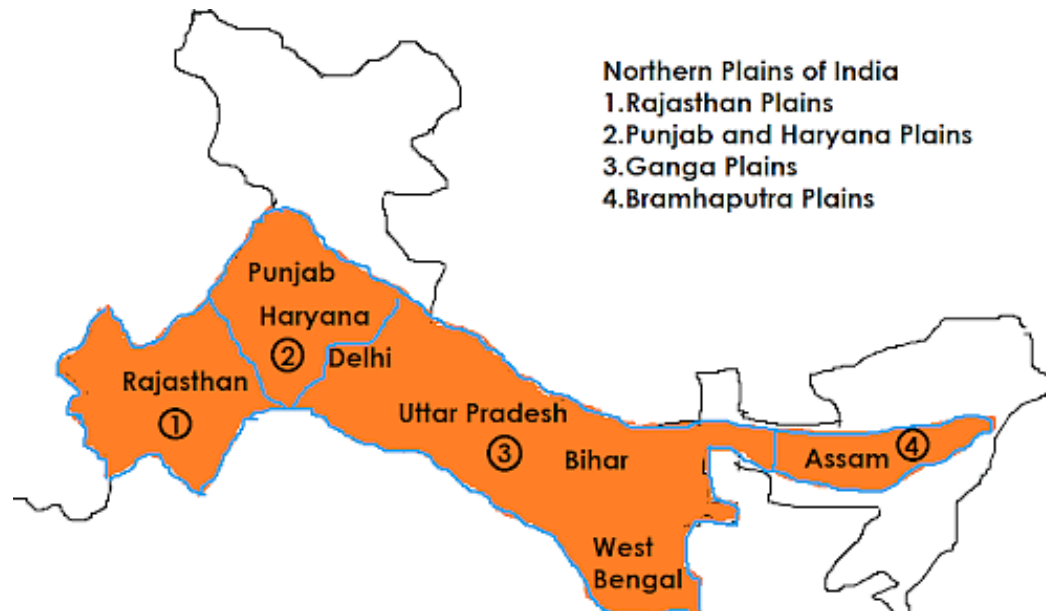 Northern Plains of India
1.Rajasthan Plains
2.Punjab and Haryana Plains
3.Ganga Plains
4.Bramhaputra Plains
Punjab
Haryana
2
Delhi
Rajasthan
1
Uttar Pradesh
3
Bihar
Assam 4
West
Bengal